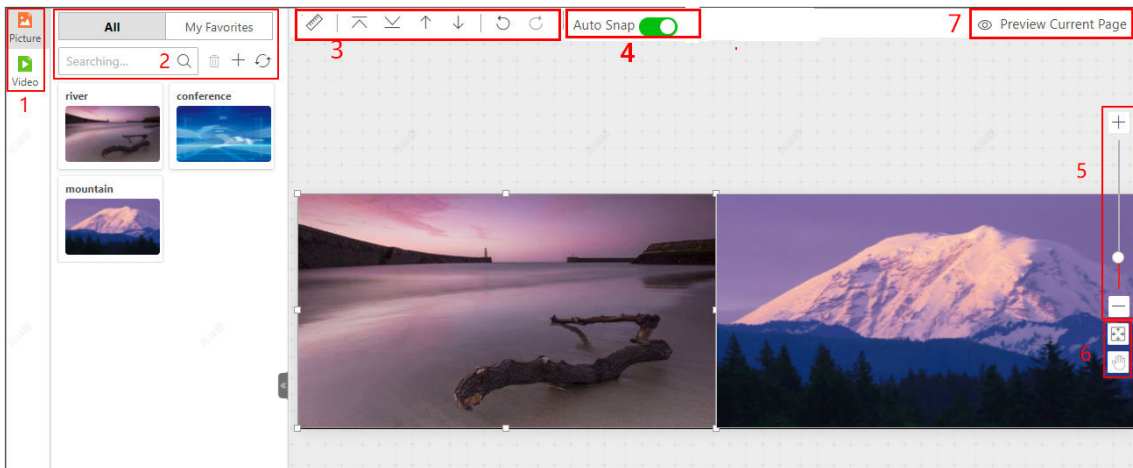 Picture
Video
1
All
My Favorites
Searching...
2
river
conference
mountain
3
Auto Snap
4
7
Preview Current Page
5
6